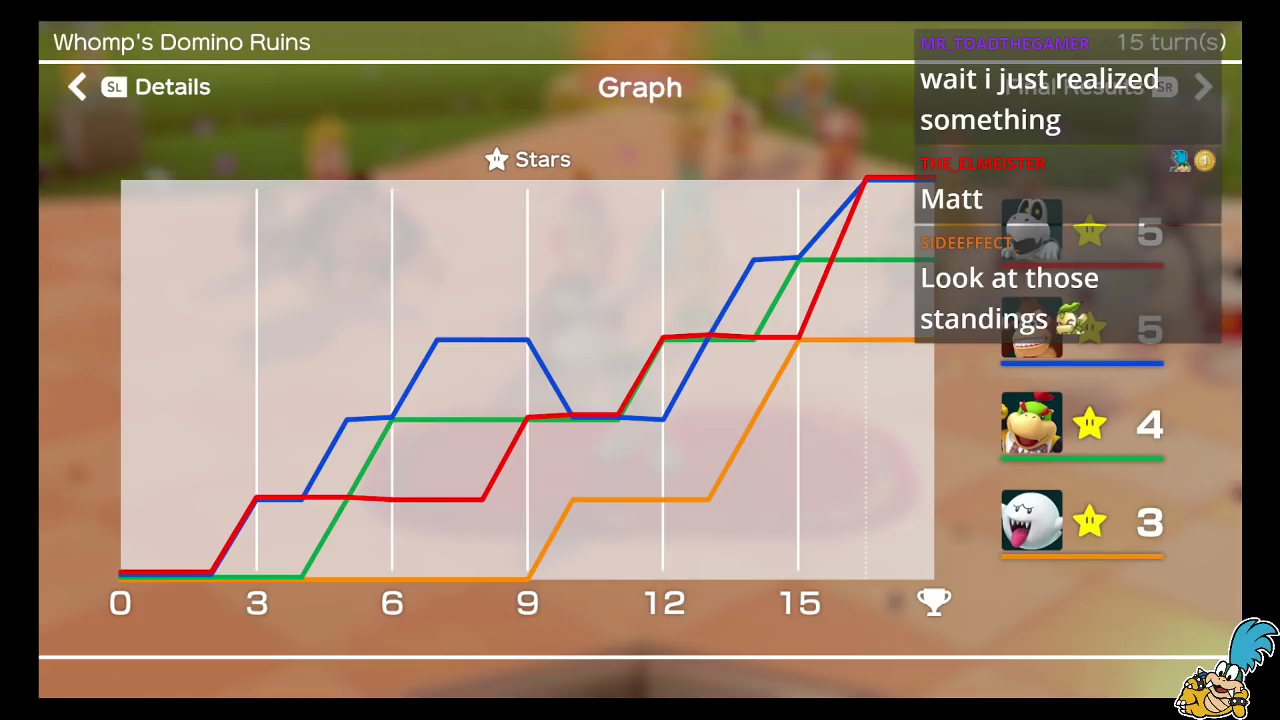 Whomp's Domino Ruins
15 turn(s)
SL Details
Graph
Final Results SR
Stars
MR_TOADTHEGAMER
wait i just realized
something
THE_ELMEISTER
Matt
SIDEEFFECT
Look at those
standings
5
5
4
3
0 3 6 9 12 15